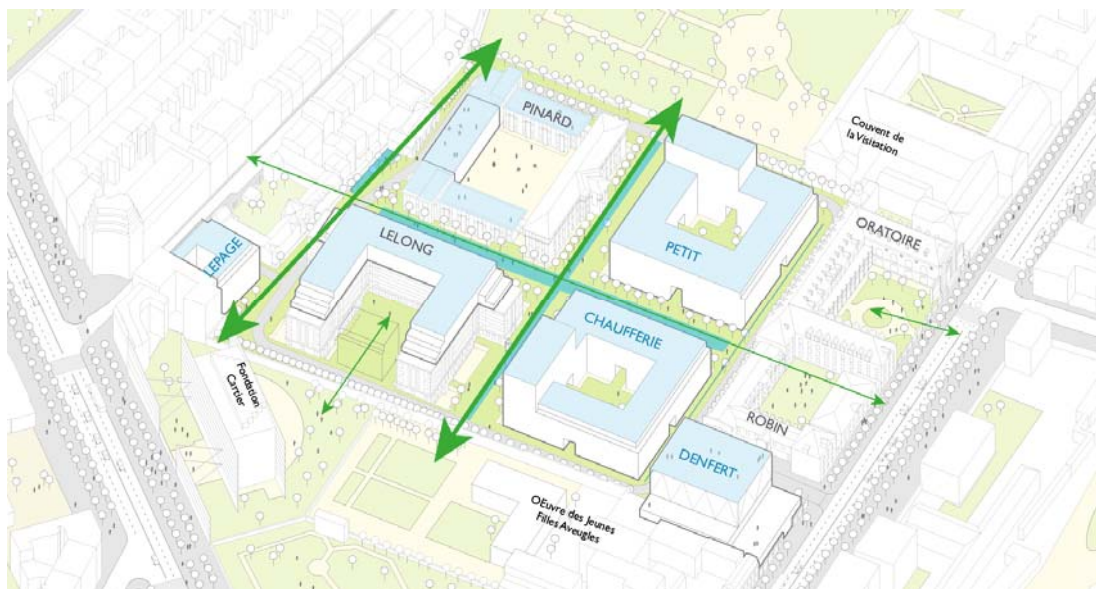 PINARD
Couvent de
la Visitation
ORATOIRE
LELONG
LEPAGE
PETIT
CHAUFFERIE
Fondation
Cartier
ROBIN
DENFERT
OEuvre des Jeunes
Filles Aveugles